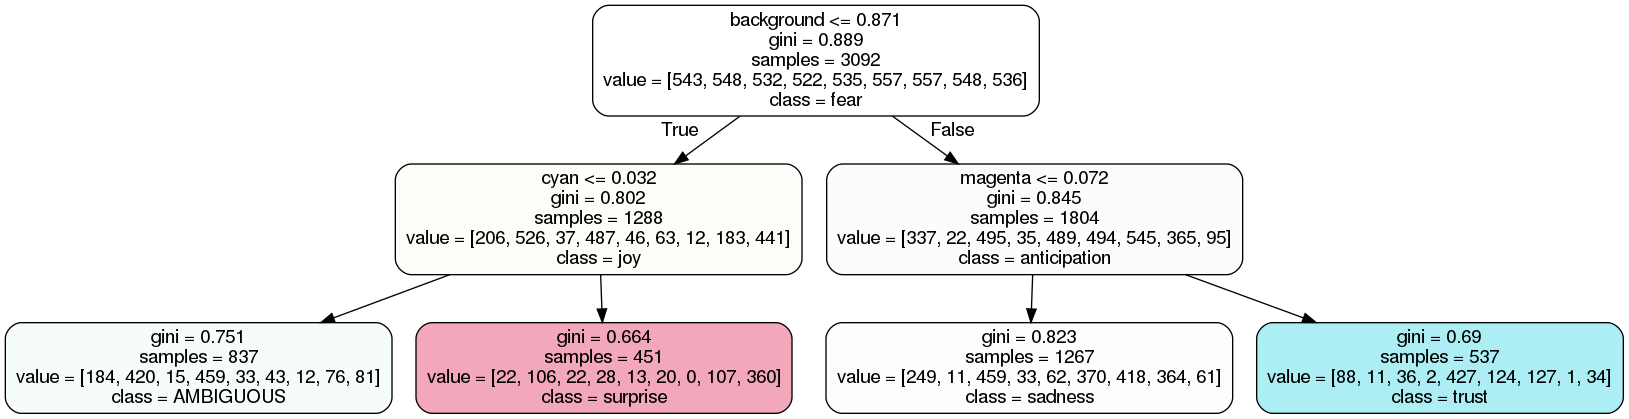 background <= 0.871
gini = 0.889
samples = 3092
value = [543, 548, 532, 522, 535, 557, 557, 548, 536]
class = fear
True
False
cyan <= 0.032
gini = 0.802
samples = 1288
value = [206, 526, 37, 487, 46, 63, 12, 183, 441]
class = joy
magenta <= 0.072
gini = 0.845
samples = 1804
value = [337, 22, 495, 35, 489, 494, 545, 365, 95]
class = anticipation
gini = 0.751
samples = 837
value = [184, 420, 15, 459, 33, 43, 12, 76, 81]
class = AMBIGUOUS
gini = 0.664
samples = 451
value = [22, 106, 22, 28, 13, 20, 0, 107, 360]
class = surprise
gini = 0.823
samples = 1267
value = [249, 11, 459, 33, 62, 370, 418, 364, 61]
class = sadness
gini = 0.69
samples = 537
value = [88, 11, 36, 2, 427, 124, 127, 1, 34]
class = trust